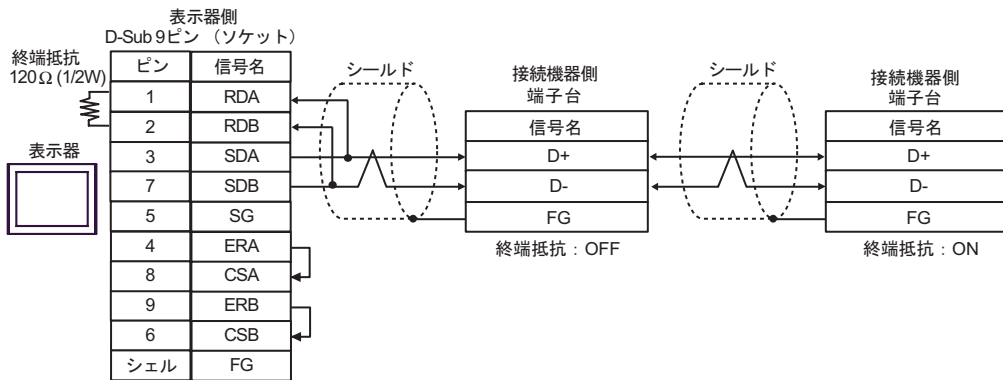 表示器側
D-Sub 9ピン （ソケット）
終端抵抗
120Ω (1/2W)
表示器
ピン 信号名
1 RDA
2 RDB
3 SDA
7 SDB
5 SG
4 ERA
8 CSA
9 ERB
6 CSB
シェル FG
シールド
接続機器側
端子台
信号名
D+
D-
FG
終端抵抗：OFF
シールド
接続機器側
端子台
信号名
D+
D-
FG
終端抵抗：ON